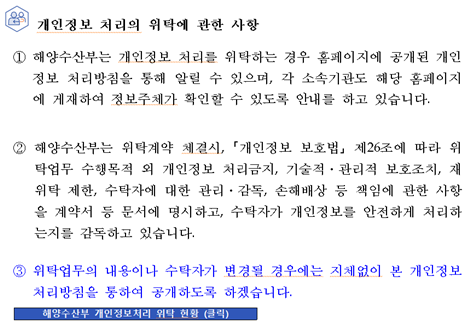 개인정보 처리의 위탁에 관한 사항
① 해양수산부는 개인정보 처리를 위탁하는 경우 홈페이지에 공개된 개인
정보 처리방침을 통해 알릴 수 있으며, 각 소속기관도 해당 홈페이지
에 게재하여 정보주체가 확인할 수 있도록 안내를 하고 있습니다.
② 해양수산부는 위탁계약 체결시,「개인정보 보호법」제26조에 따라 위
탁업무 수행목적 외 개인정보 처리금지, 기술적·관리적 보호조치, 재
위탁 제한, 수탁자에 대한 관리·감독, 손해배상 등 책임에 관한 사항
을 계약서 등 문서에 명시하고, 수탁자가 개인정보를 안전하게 처리하
는지를 감독하고 있습니다.
③ 위탁업무의 내용이나 수탁자가 변경될 경우에는 지체없이 본 개인정보
처리방침을 통하여 공개하도록 하겠습니다.
해양수산부 개인정보처리 위탁 현황 (클릭)